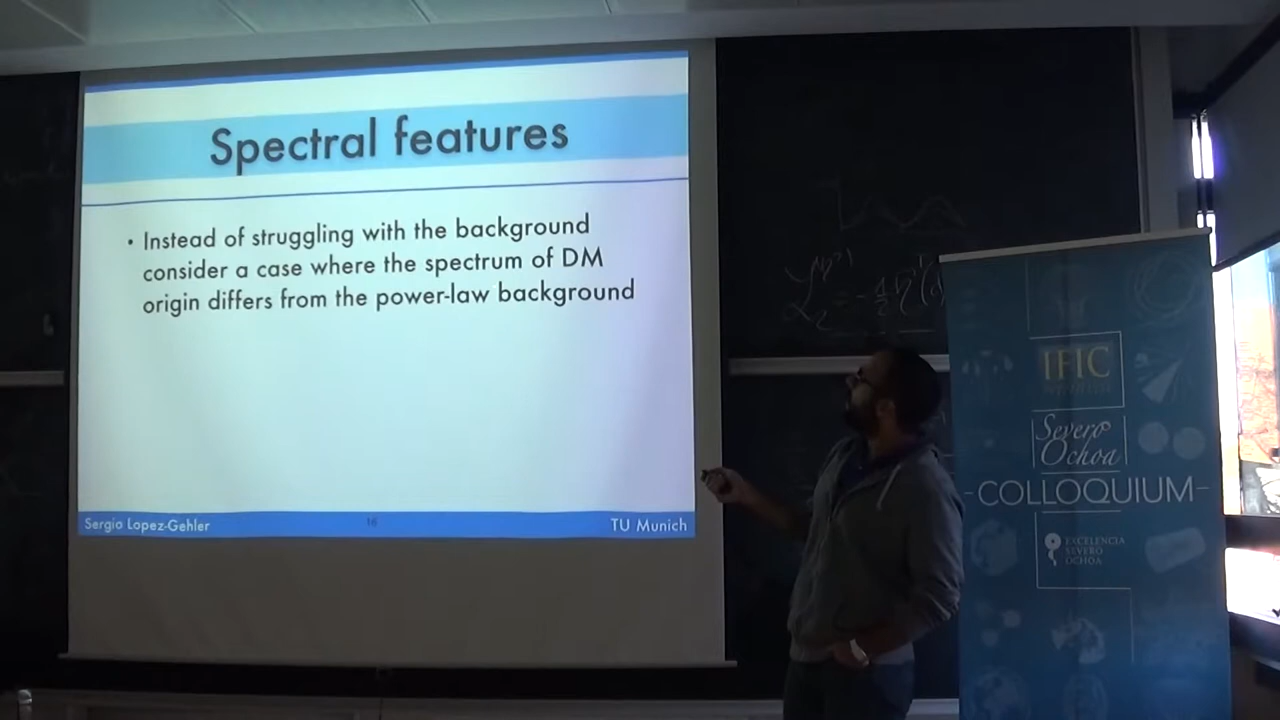 Spectral features
• Instead of struggling with the background
consider a case where the spectrum of DM
origin differs from the power-law background
Sergio Lopez-Gehler
16
TU Munich
IFIC
Severo
Ochoa
-COLLOQUIUM-
EXCELENCIA
SEVERO
OCHOA